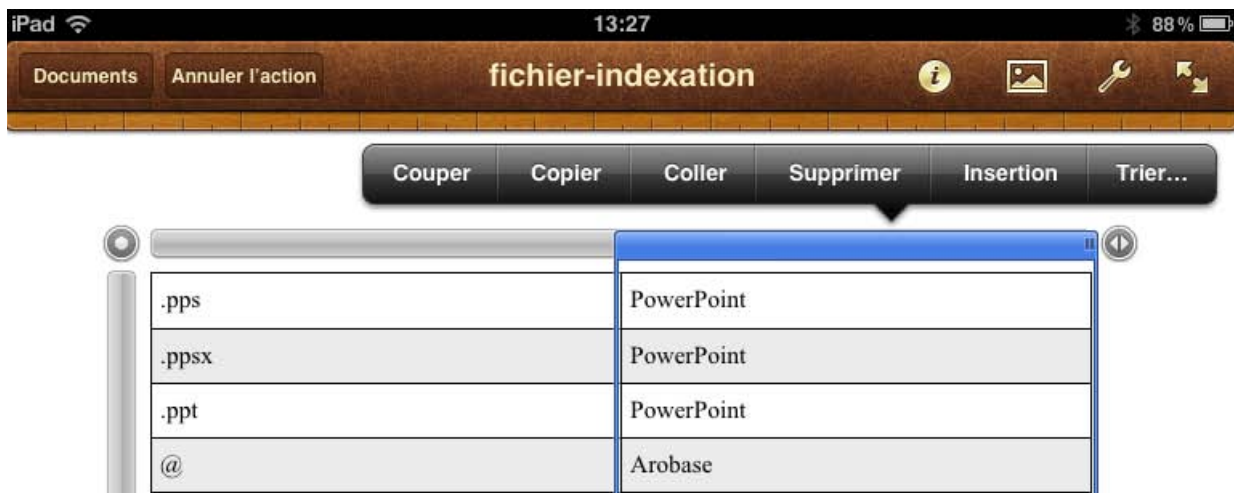 iPad 13:27 88 %
Documents Annuler l'action fichier-indexation
Couper Copier Coller Supprimer Insertion Trier...
.pps PowerPoint
.ppsx PowerPoint
.ppt PowerPoint
@ Arobase